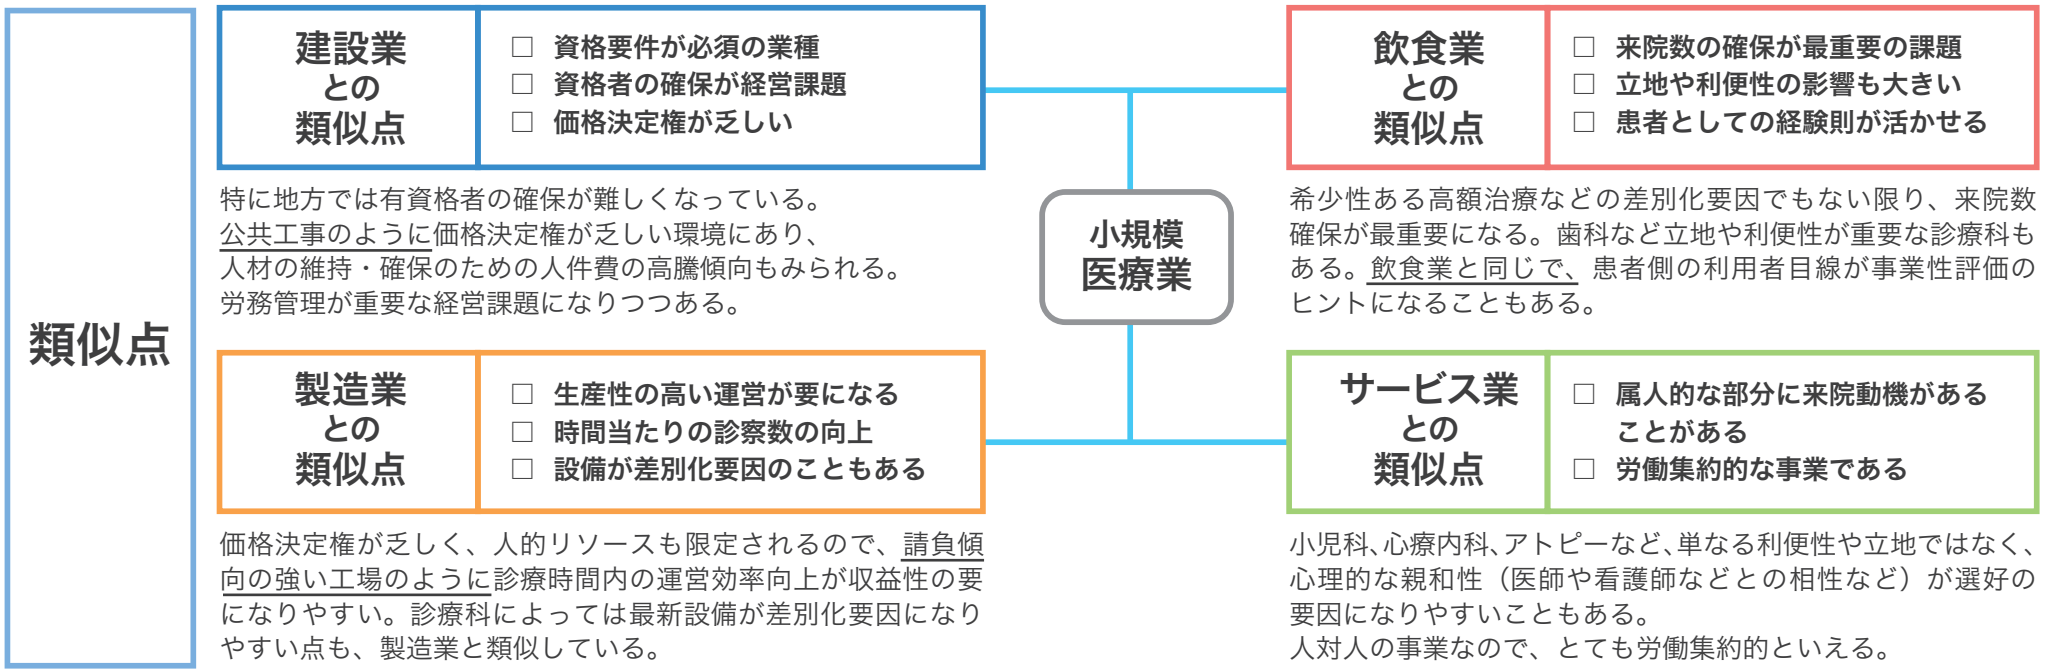 類似点
建設業
との
類似点
□ 資格要件が必須の業種
□ 資格者の確保が経営課題
□ 価格決定権が乏しい
特に地方では有資格者の確保が難しくなっている。
公共工事のように価格決定権が乏しい環境にあり、
人材の維持・確保のための人件費の高騰傾向もみられる。
労務管理が重要な経営課題になりつつある。
製造業
との
類似点
□ 生産性の高い運営が要になる
□ 時間当たりの診察数の向上
□ 設備が差別化要因のこともある
価格決定権が乏しく、人的リソースも限定されるので、請負傾
向の強い工場のように診療時間内の運営効率向上が収益性の要
になりやすい。診療科によっては最新設備が差別化要因になり
やすい点も、製造業と類似している。
小規模
医療業
飲食業
との
類似点
□ 来院数の確保が最重要の課題
□ 立地や利便性の影響も大きい
□ 患者としての経験則が活かせる
希少性ある高額治療などの差別化要因でもない限り、来院数
確保が最重要になる。歯科など立地や利便性が重要な診療科も
ある。飲食業と同じで、患者側の利用者目線が事業性評価の
ヒントになることもある。
サービス業
との
類似点
□ 属人的な部分に来院動機がある
ことがある
□ 労働集約的な事業である
小児科、心療内科、アトピーなど、単なる利便性や立地ではなく、
心理的な親和性（医師や看護師などとの相性など）が選好の
要因になりやすいこともある。
人対人の事業なので、とても労働集約的といえる。